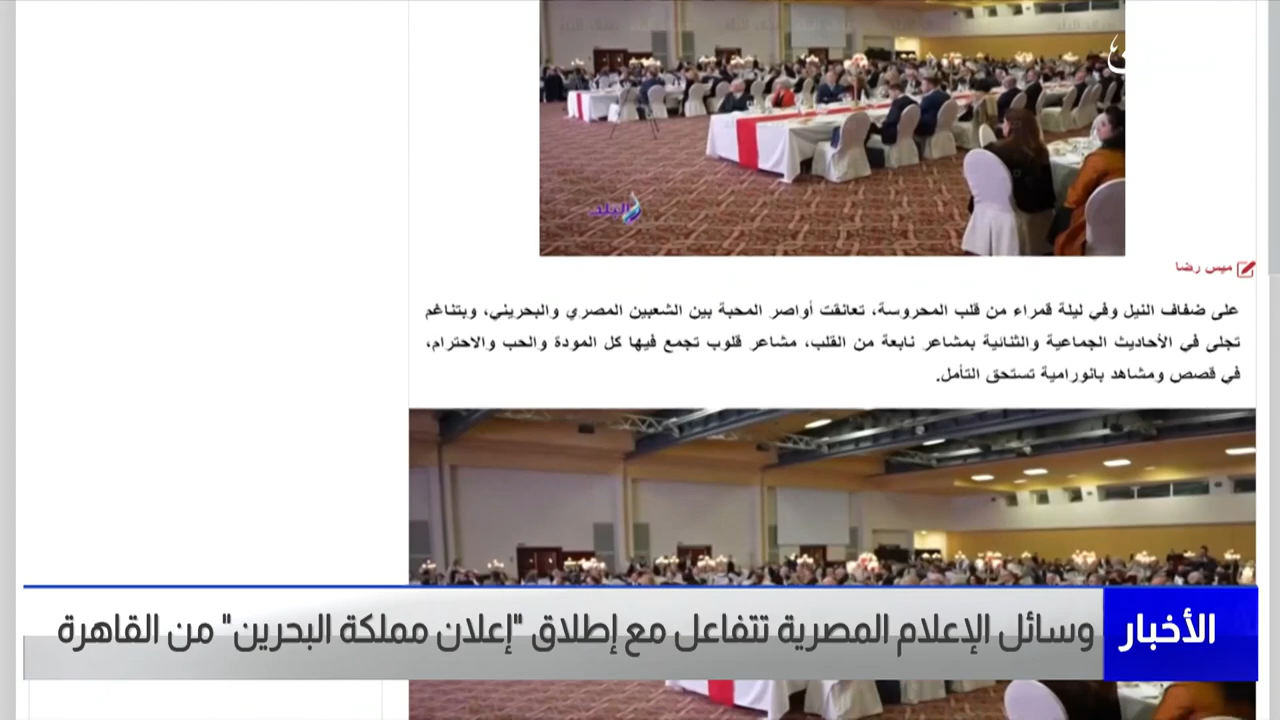 البلد
ميس رضا
على ضفاف النيل وفي ليلة قمراء من قلب المحروسة، تعانقت أواصر المحبة بين الشعبين المصري والبحريني، وبتناغم
تجلى في الأحاديث الجماعية والثنائية بمشاعر نابعة من القلب، مشاعر قلوب تجمع فيها كل المودة والحب والاحترام،
في قصص ومشاهد بانورامية تستحق التأمل.
الأخبار
وسائل الإعلام المصرية تتفاعل مع إطلاق "إعلان مملكة البحرين" من القاهرة